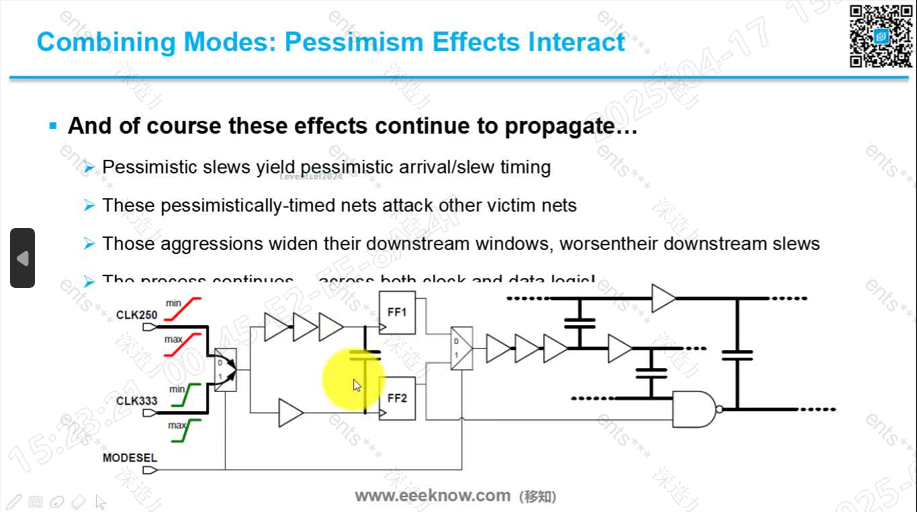 Combining Modes: Pessimism Effects Interact
And of course these effects continue to propagate…
Pessimistic slews yield pessimistic arrival/slew timing
These pessimistically-timed nets attack other victim nets
Those aggressions widen their downstream windows, worsentheir downstream slews
The process continues… across both clock and data logic!
CLK250
min
max
CLK333
min
max
MODESEL
0
1
FF1
FF2
0
1
www.eeeknow.com（移知）